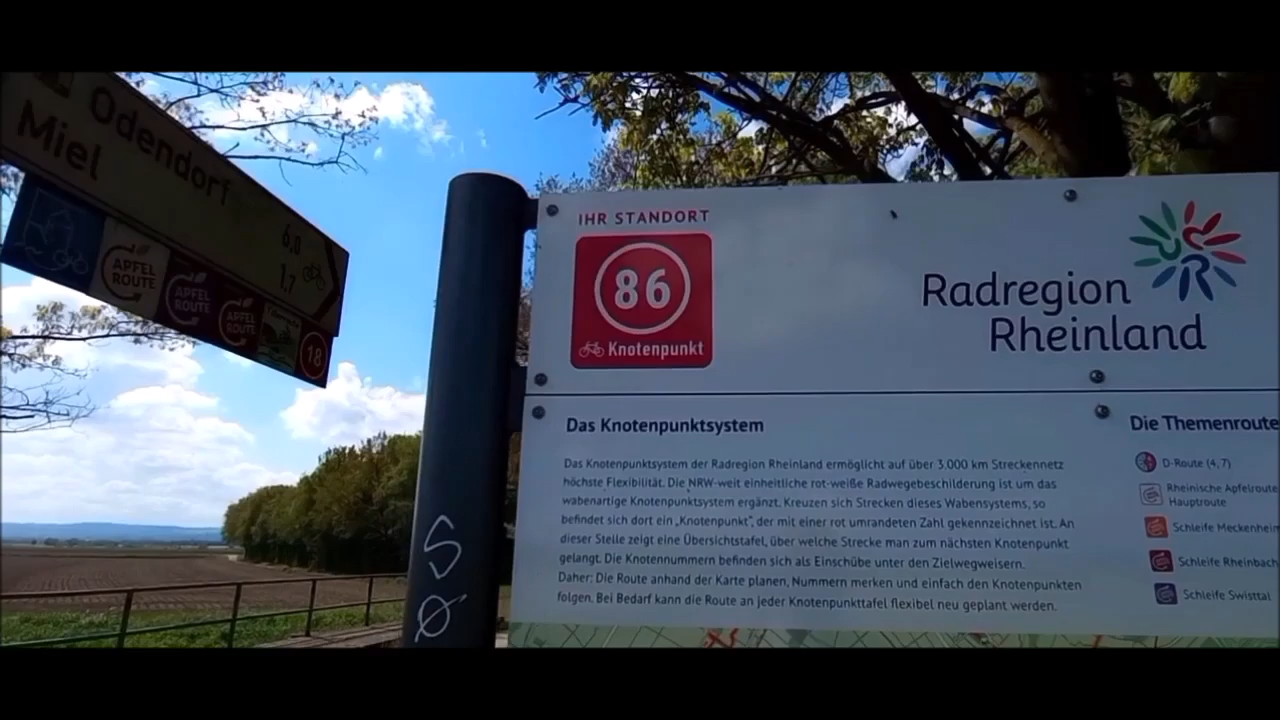 Odendorf 6,0
Miel 1,7
APFEL
ROUTE
APFEL
ROUTE
APFEL
ROUTE
18
IHR STANDORT
86
Knotenpunkt
Radregion
Rheinland
Das Knotenpunktsystem
Das Knotenpunktsystem der Radregion Rheinland ermöglicht auf über 3.000 km Streckennetz
höchste Flexibilität. Die NRW-weit einheitliche rot-weiße Radwegebeschilderung ist um das
wabenartige Knotenpunktsystem ergänzt. Kreuzen sich Strecken dieses Wabensystems, so
befindet sich dort ein „Knotenpunkt", der mit einer rot umrandeten Zahl gekennzeichnet ist. An
dieser Stelle zeigt eine Übersichtstafel, über welche Strecke man zum nächsten Knotenpunkt
gelangt. Die Knotennummern befinden sich als Einschübe unter den Zielwegweisern.
Daher: Die Route anhand der Karte planen, Nummern merken und einfach den Knotenpunkten
folgen. Bei Bedarf kann die Route an jeder Knotenpunkttafel flexibel neu geplant werden.
Die Themenroute
D-Route (4,7)
Rheinische Apfelroute
Hauptroute
Schleife Meckenheim
Schleife Rheinbach
Schleife Swisttal
SØ